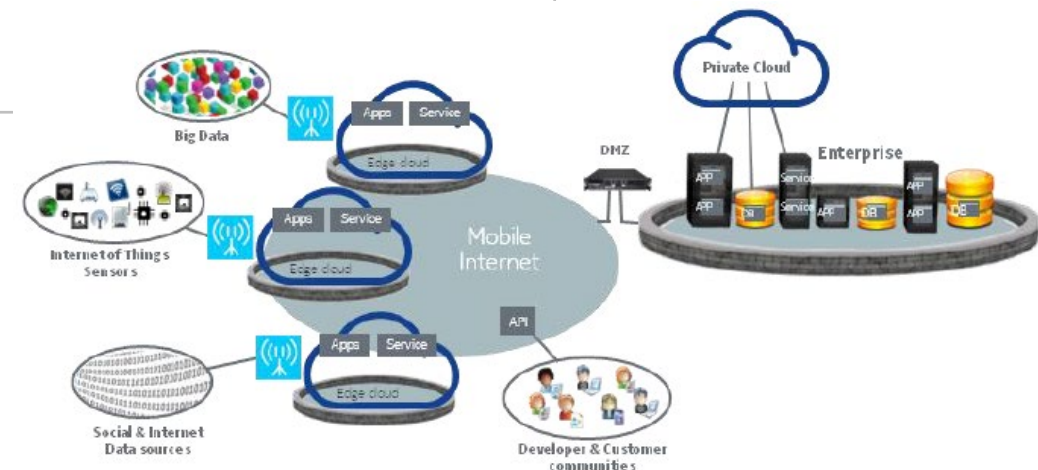 Private Cloud
Big Data
Apps Service
Edge cloud
DMZ
Enterprise
APP
APP
DB
Service
Service
APP
DB
APP
APP
DB
Internet of Things
Sensors
Apps Service
Edge cloud
Mobile
Internet
API
Apps Service
Edge cloud
Social & Internet
Data sources
Developer & Customer
communities